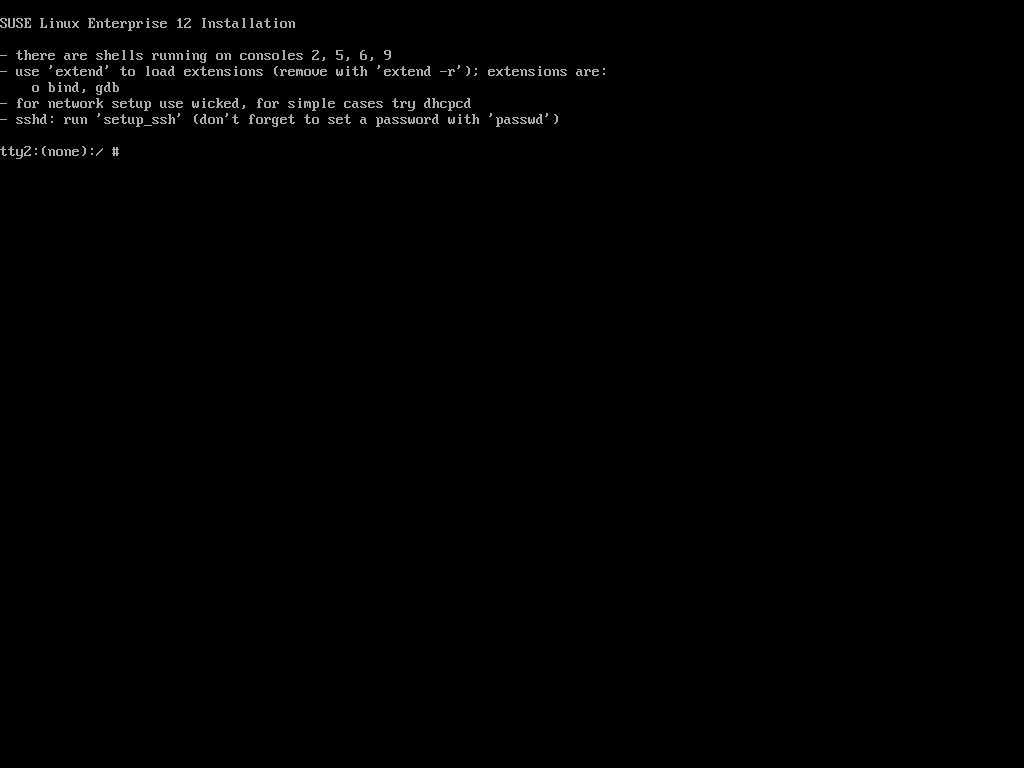 SUSE Linux Enterprise 12 Installation
- there are shells running on consoles 2, 5, 6, 9
- use 'extend' to load extensions (remove with 'extend -r'); extensions are:
o bind, gdb
- for network setup use wicked, for simple cases try dhcpcd
- sshd: run 'setup_ssh' (don't forget to set a password with 'passwd')
tty2:(none):/ #